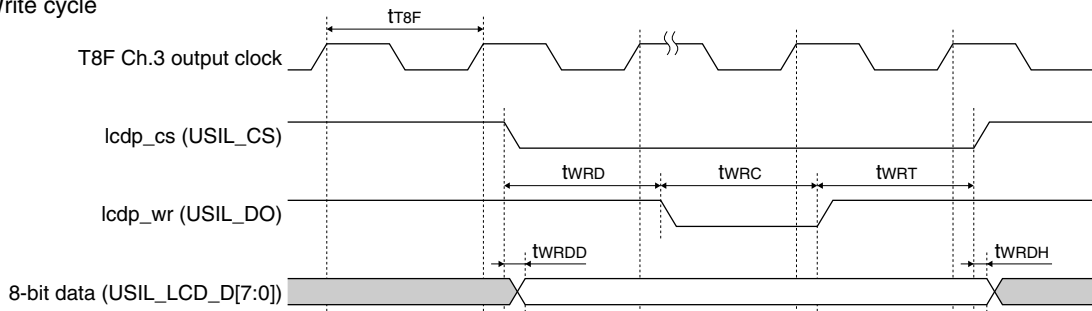 Write cycle
tT8F
T8F Ch.3 output clock
lcdp_cs (USIL_CS)
tWRD tWRC tWRT
lcdp_wr (USIL_DO)
tWRDD tWRDH
8-bit data (USIL_LCD_D[7:0])